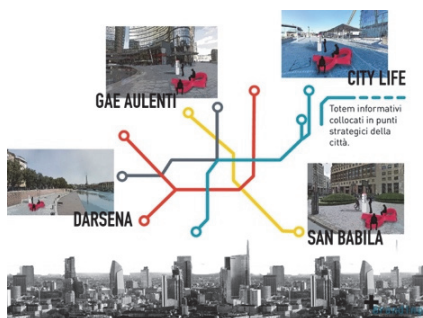 CITY LIFE
GAE AULENTI
Totem informativi
collocati in punti
strategici della
città.
DARSENA
SAN BABILA